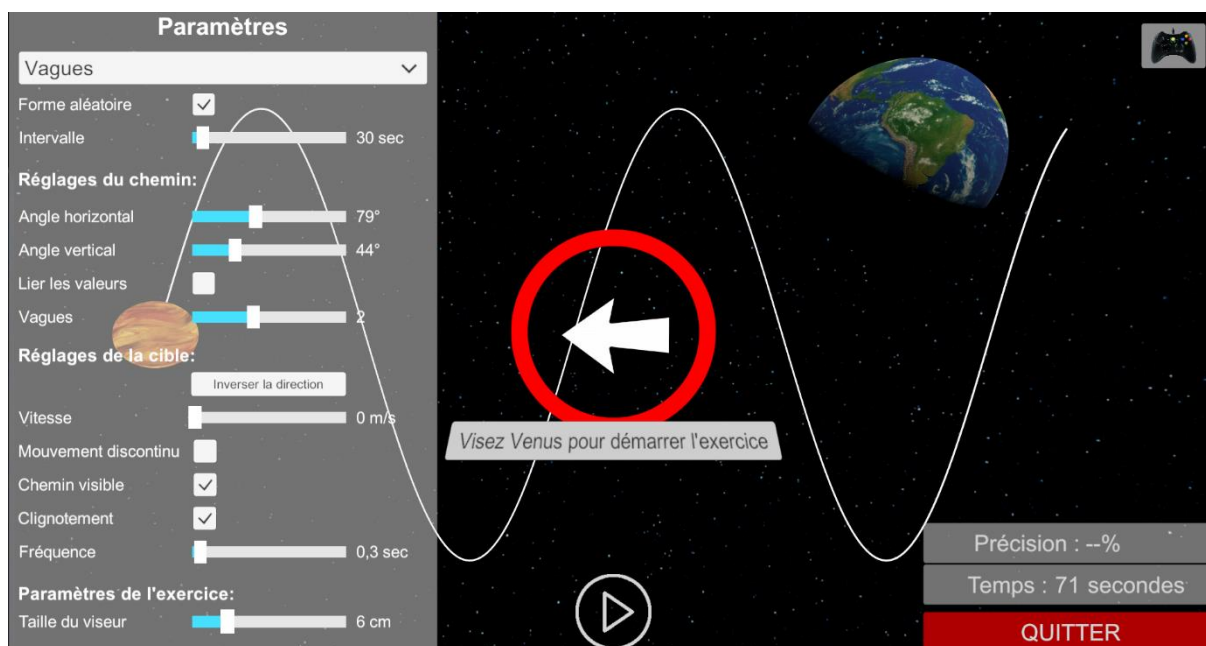 Paramètres
Vagues
Forme aléatoire
Intervalle 30 sec
Réglages du chemin:
Angle horizontal 79°
Angle vertical 44°
Lier les valeurs
Vagues 2
Réglages de la cible:
Inverser la direction
Vitesse 0 m/s
Mouvement discontinu
Chemin visible
Clignotement
Fréquence 0,3 sec
Paramètres de l'exercice:
Taille du viseur 6 cm
Visez Venus pour démarrer l'exercice
Précision : --%
Temps : 71 secondes
QUITTER